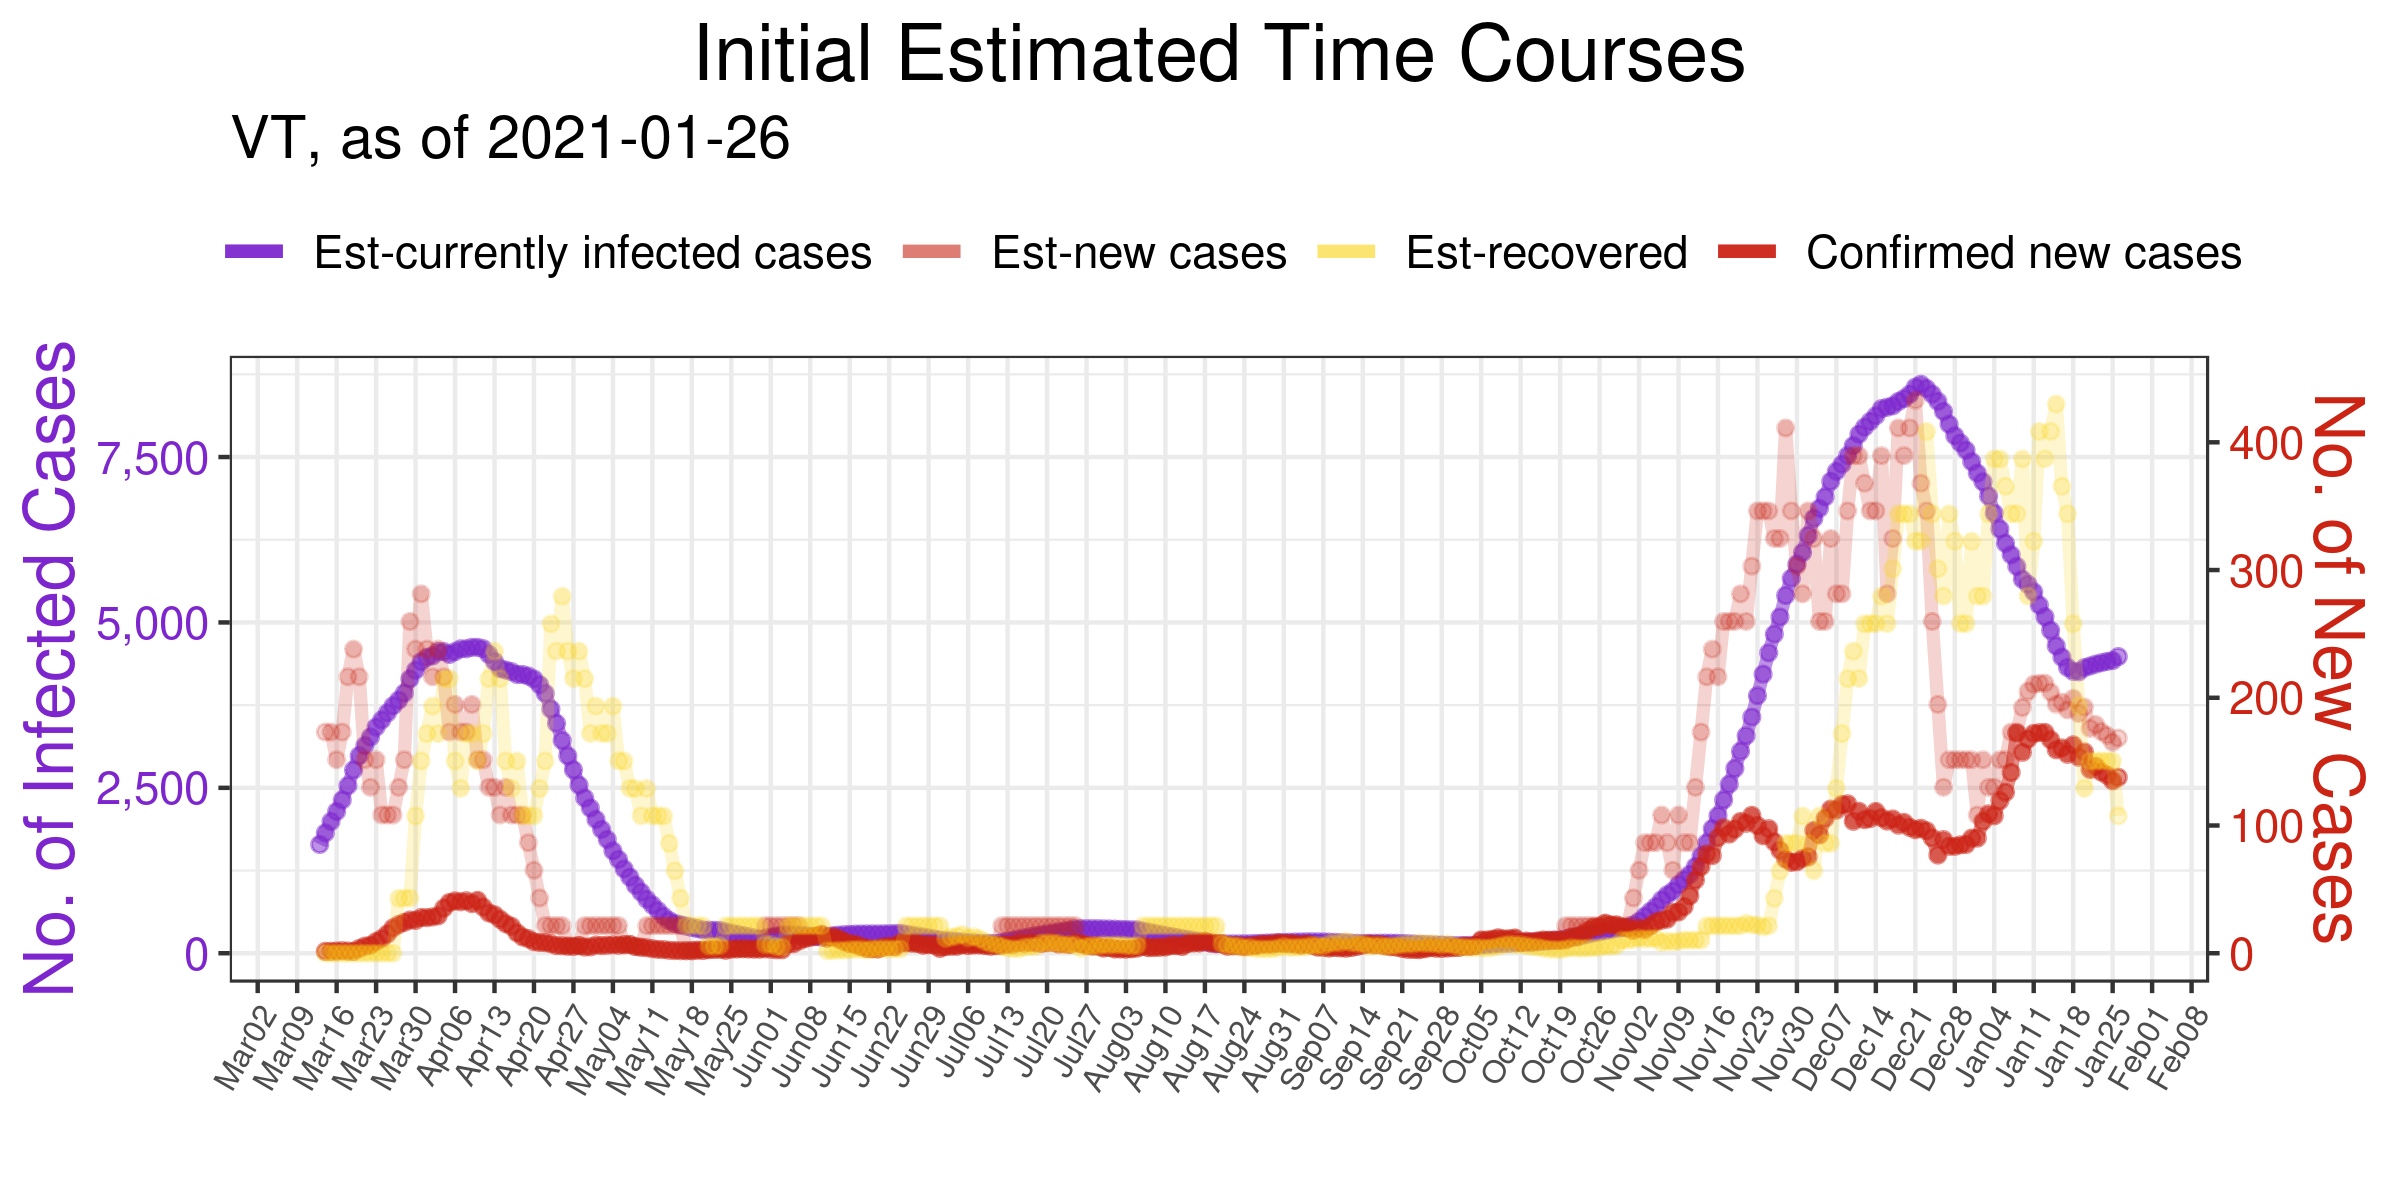 Initial Estimated Time Courses
VT, as of 2021-01-26
Est-currently infected cases
Est-new cases
Est-recovered
Confirmed new cases
No. of Infected Cases
7,500
5,000
2,500
0
400
300
200
100
0
No. of New Cases
Mar02
Mar09
Mar16
Mar23
Mar30
Apr06
Apr13
Apr20
Apr27
May04
May11
May18
May25
Jun01
Jun08
Jun15
Jun22
Jun29
Jul06
Jul13
Jul20
Jul27
Aug03
Aug10
Aug17
Aug24
Aug31
Sep07
Sep14
Sep21
Sep28
Oct05
Oct12
Oct19
Oct26
Nov02
Nov09
Nov16
Nov23
Nov30
Dec07
Dec14
Dec21
Dec28
Jan04
Jan11
Jan18
Jan25
Feb01
Feb08